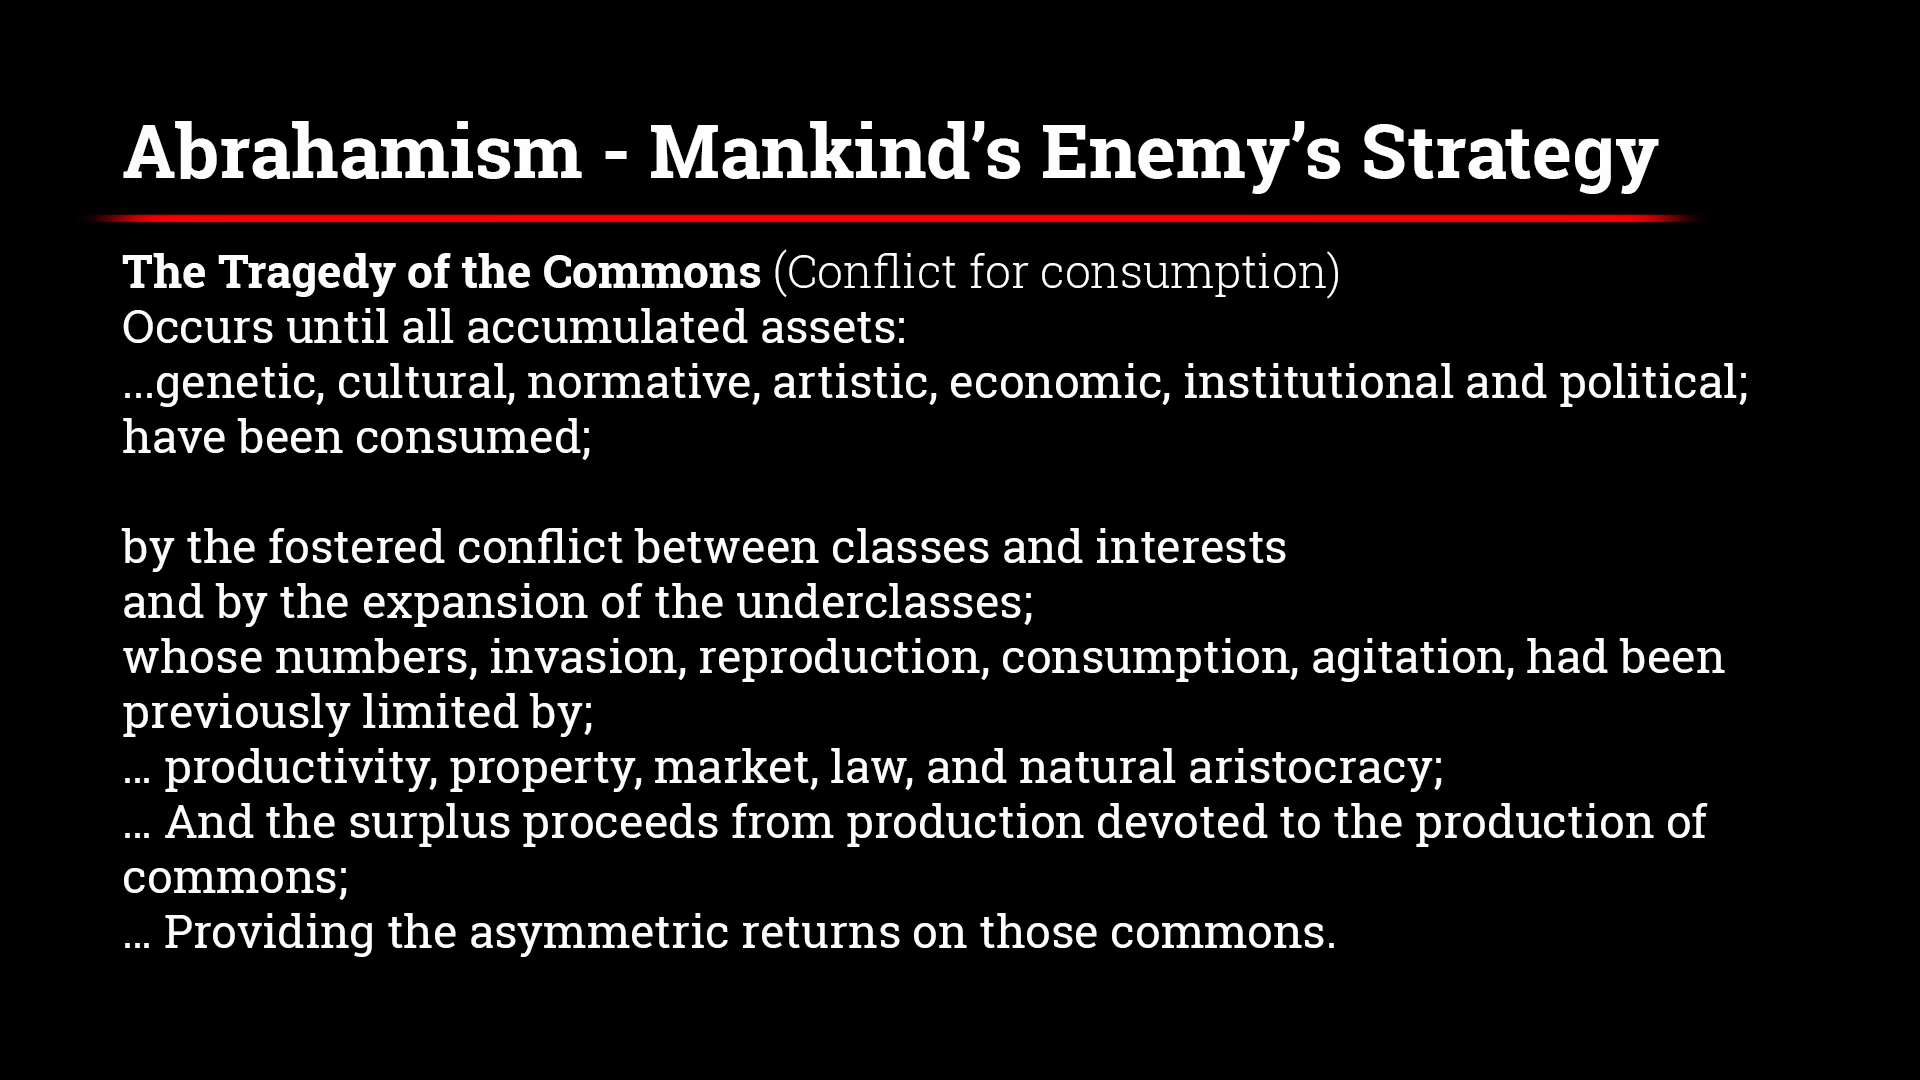 Abrahamism - Mankind’s Enemy’s Strategy
The Tragedy of the Commons (Conflict for consumption)
Occurs until all accumulated assets:
...genetic, cultural, normative, artistic, economic, institutional and political;
have been consumed;
by the fostered conflict between classes and interests
and by the expansion of the underclasses;
whose numbers, invasion, reproduction, consumption, agitation, had been
previously limited by;
... productivity, property, market, law, and natural aristocracy;
... And the surplus proceeds from production devoted to the production of
commons;
... Providing the asymmetric returns on those commons.